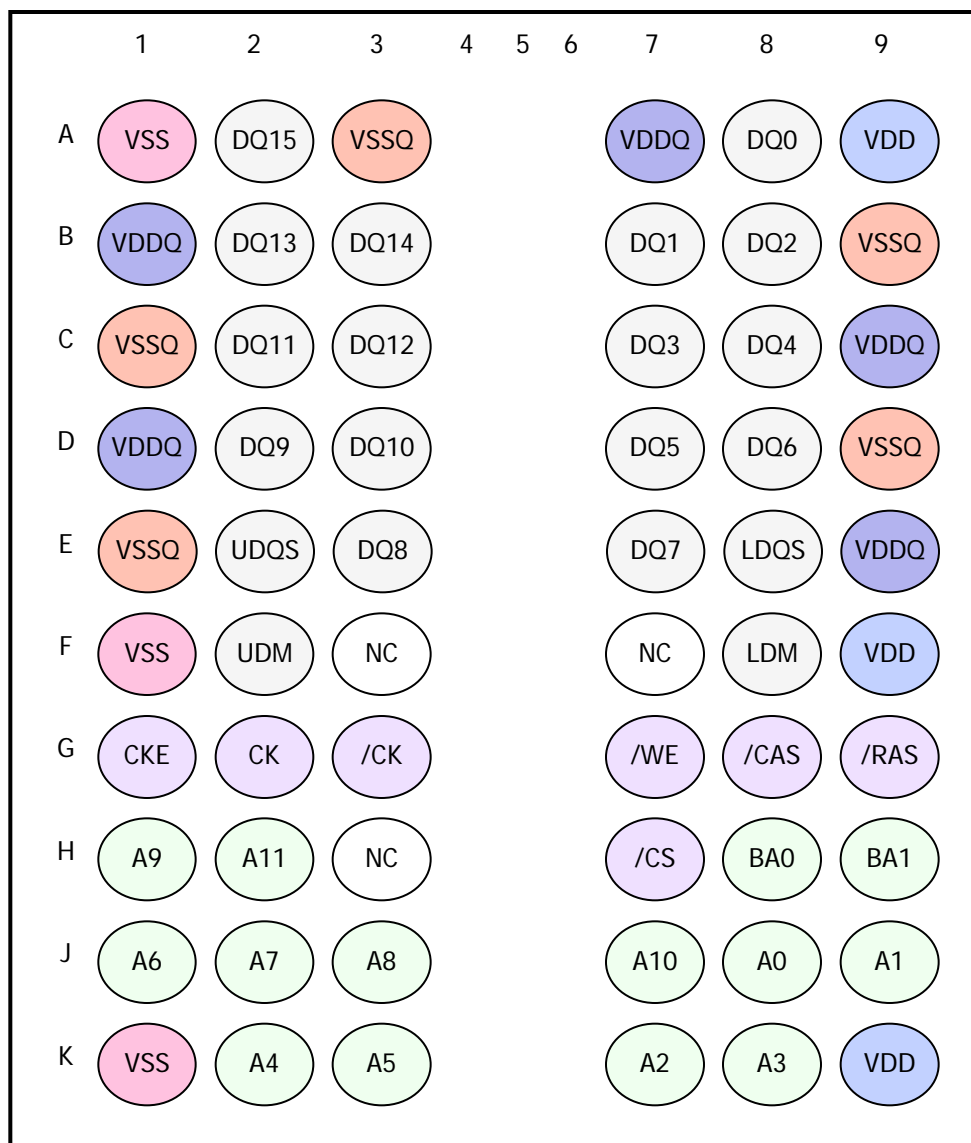 1 2 3 4 5 6 7 8 9
A VSS DQ15 VSSQ VDDQ DQ0 VDD
B VDDQ DQ13 DQ14 DQ1 DQ2 VSSQ
C VSSQ DQ11 DQ12 DQ3 DQ4 VDDQ
D VDDQ DQ9 DQ10 DQ5 DQ6 VSSQ
E VSSQ UDQS DQ8 DQ7 LDQS VDDQ
F VSS UDM NC NC LDM VDD
G CKE CK /CK /WE /CAS /RAS
H A9 A11 NC /CS BA0 BA1
J A6 A7 A8 A10 A0 A1
K VSS A4 A5 A2 A3 VDD